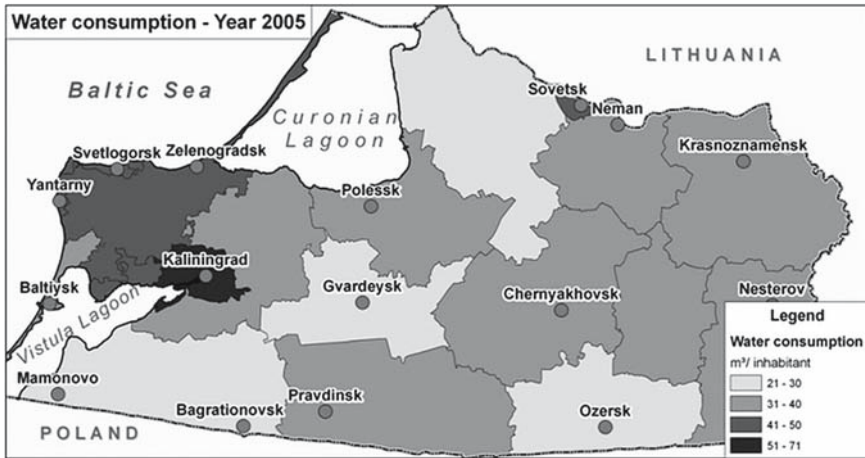 Water consumption - Year 2005
LITHUANIA
Baltic Sea
Curonian
Lagoon
Sovetsk
Neman
Svetlogorsk
Zelenogradsk
Krasnoznamensk
Yantarny
Polessk
Kaliningrad
Baltiysk
Gvardeysk
Chernyakhovsk
Nesterov
Vistula Lagoon
Mamonovo
Bagrationovsk
Pravdinsk
Ozersk
POLAND
Legend
Water consumption
m³/ inhabitant
21 - 30
31 - 40
41 - 50
51 - 71